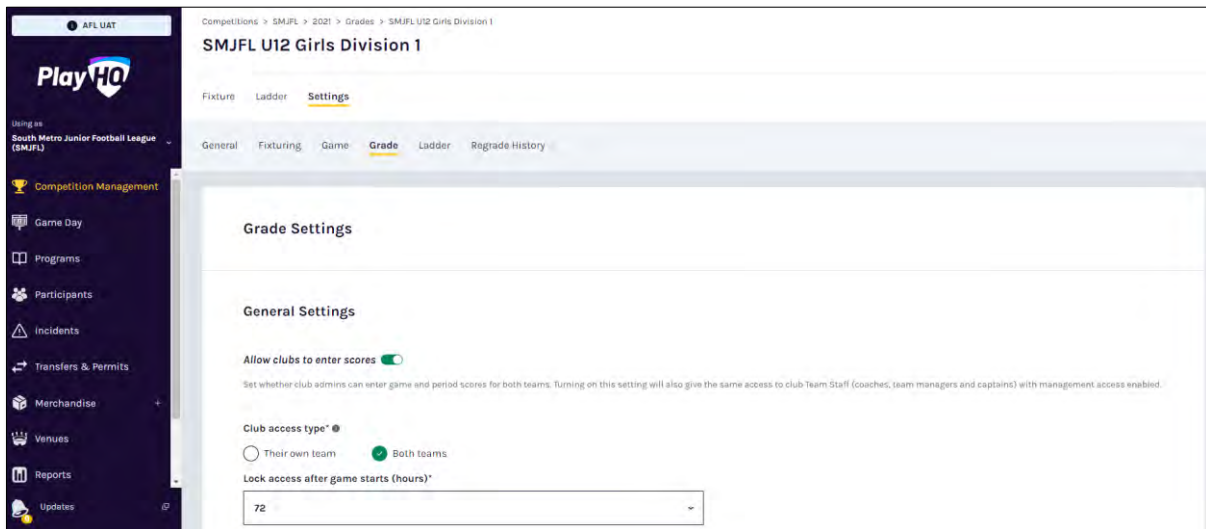 AFL UAT
PlayHQ
Using as
South Metro Junior Football League
(SMJFL)
Competition Management
Game Day
Programs
Participants
Incidents
Transfers & Permits
Merchandise +
Venues
Reports
Updates
Competitions > SMJFL > 2021 > Grades > SMJFL U12 Girls Division 1
SMJFL U12 Girls Division 1
Fixture Ladder Settings
General Fixturing Game Grade Ladder Regrade History
Grade Settings
General Settings
Allow clubs to enter scores
Set whether club admins can enter game and period scores for both teams. Turning on this setting will also give the same access to club Team Staff (coaches, team managers and captains) with management access enabled.
Club access type*
Their own team Both teams
Lock access after game starts (hours)*
72